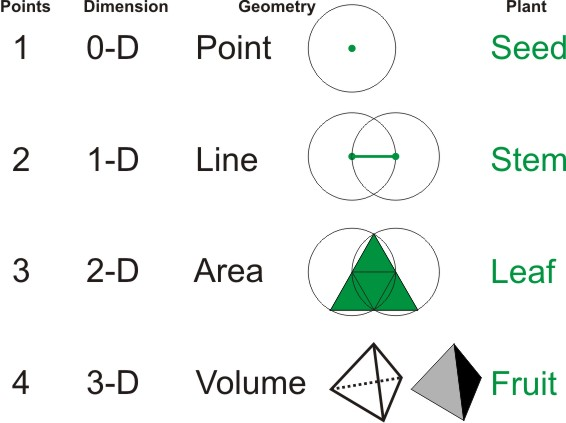 Points Dimension Geometry Plant
1 0-D Point Seed
2 1-D Line Stem
3 2-D Area Leaf
4 3-D Volume Fruit